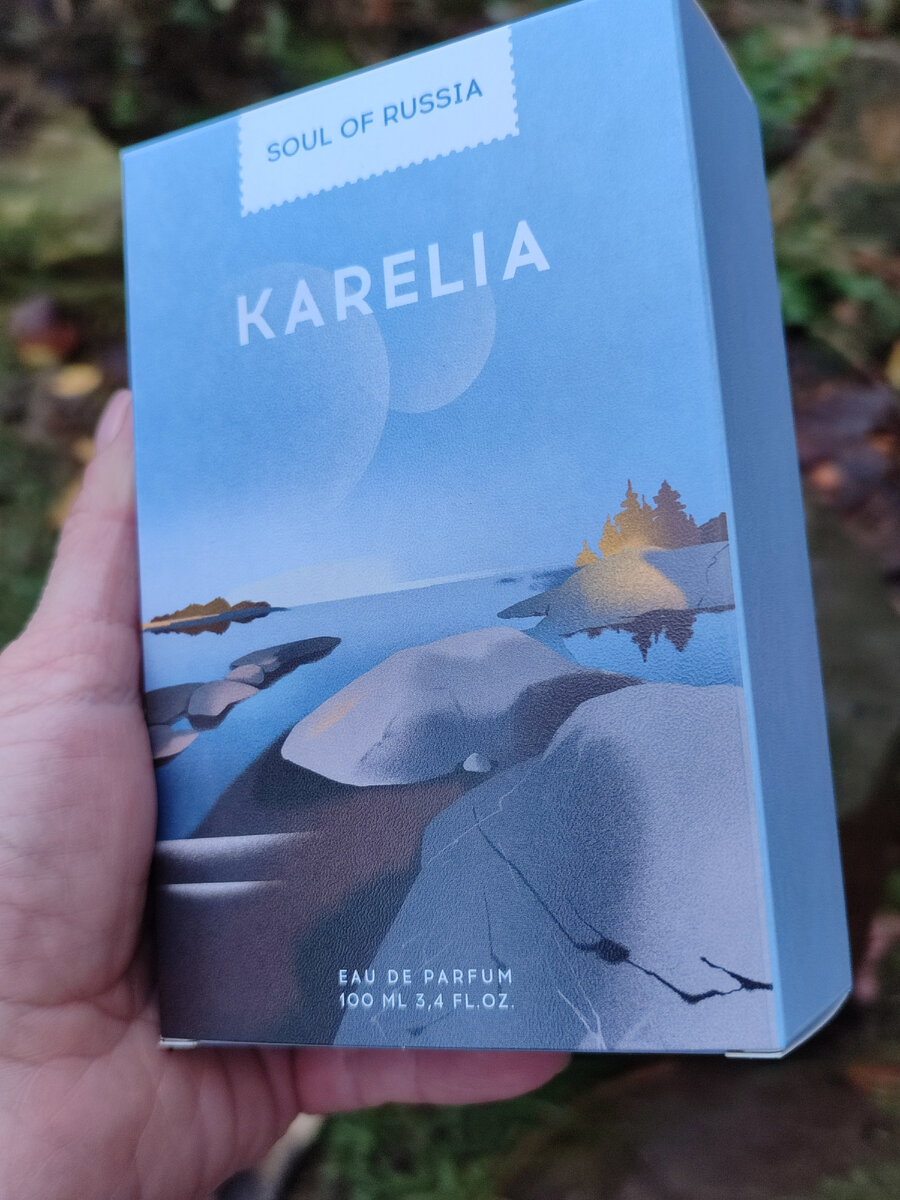 SOUL OF RUSSIA
KARELIA
EAU DE PARFUM
100 ML 3,4 FL.OZ.